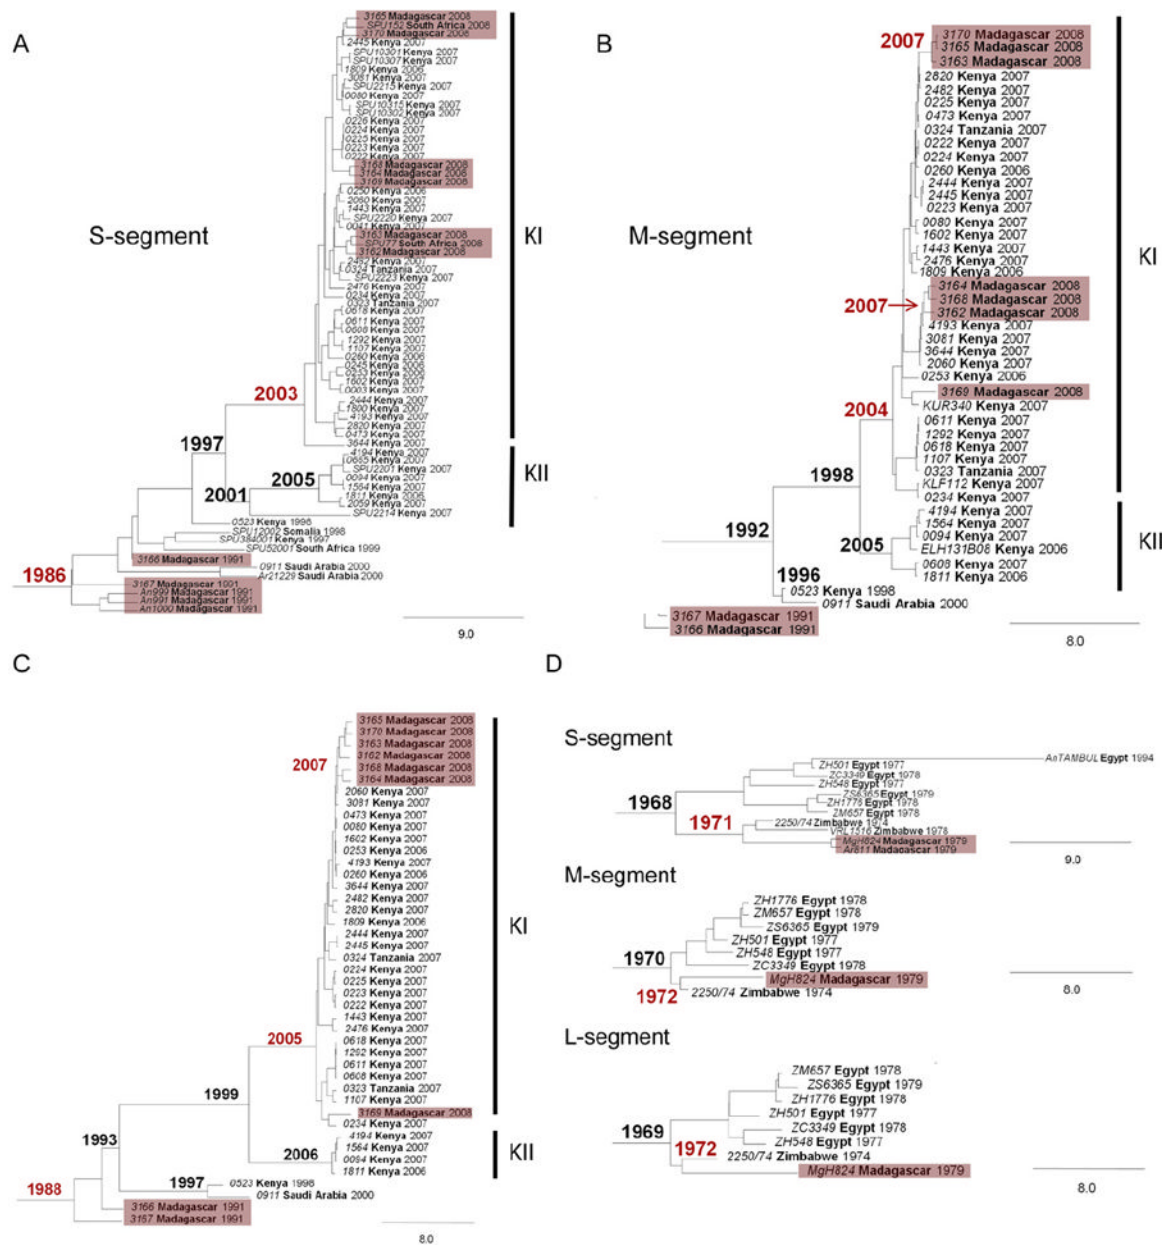 A
3165 Madagascar 2008
SPU152 South Africa 2008
3170 Madagascar 2008
2445 Kenya 2007
SPU10301 Kenya 2007
SPU10307 Kenya 2007
1809 Kenya 2006
3081 Kenya 2007
SPU2215 Kenya 2007
0080 Kenya 2007
SPU10315 Kenya 2007
SPU10302 Kenya 2007
0226 Kenya 2007
0224 Kenya 2007
0225 Kenya 2007
0223 Kenya 2007
0222 Kenya 2007
3168 Madagascar 2008
3164 Madagascar 2008
3169 Madagascar 2008
0250 Kenya 2006
2060 Kenya 2007
1443 Kenya 2007
SPU2220 Kenya 2007
0041 Kenya 2007
3163 Madagascar 2008
SPU77 South Africa 2008
3162 Madagascar 2008
2482 Kenya 2007
0324 Tanzania 2007
SPU2223 Kenya 2007
2476 Kenya 2007
0234 Kenya 2007
0323 Tanzania 2007
0618 Kenya 2007
0611 Kenya 2007
0608 Kenya 2007
1292 Kenya 2007
1107 Kenya 2007
0260 Kenya 2006
0245 Kenya 2006
0253 Kenya 2006
1602 Kenya 2007
0003 Kenya 2007
2444 Kenya 2007
1800 Kenya 2007
4193 Kenya 2007
2820 Kenya 2007
0473 Kenya 2007
3644 Kenya 2007
4194 Kenya 2007
0665 Kenya 2007
SPU2201 Kenya 2007
0094 Kenya 2007
1564 Kenya 2007
1811 Kenya 2006
2059 Kenya 2007
SPU2214 Kenya 2007
0523 Kenya 1998
SPU12002 Somalia 1998
SPU384001 Kenya 1997
SPU52001 South Africa 1999
3166 Madagascar 1991
0911 Saudi Arabia 2000
Ar21229 Saudi Arabia 2000
3167 Madagascar 1991
An999 Madagascar 1991
An991 Madagascar 1991
An1000 Madagascar 1991
S-segment
KI
KII
2003
1997
2005
2001
1986
9.0
B
3170 Madagascar 2008
3165 Madagascar 2008
3163 Madagascar 2008
2820 Kenya 2007
2482 Kenya 2007
0225 Kenya 2007
0473 Kenya 2007
0324 Tanzania 2007
0222 Kenya 2007
0224 Kenya 2007
0260 Kenya 2006
2444 Kenya 2007
2445 Kenya 2007
0223 Kenya 2007
0080 Kenya 2007
1602 Kenya 2007
1443 Kenya 2007
2476 Kenya 2007
1809 Kenya 2006
3164 Madagascar 2008
3168 Madagascar 2008
3162 Madagascar 2008
4193 Kenya 2007
3081 Kenya 2007
3644 Kenya 2007
2060 Kenya 2007
0253 Kenya 2006
3169 Madagascar 2008
KUR340 Kenya 2007
0611 Kenya 2007
1292 Kenya 2007
0618 Kenya 2007
1107 Kenya 2007
0323 Tanzania 2007
KLF112 Kenya 2007
0234 Kenya 2007
4194 Kenya 2007
1564 Kenya 2007
0094 Kenya 2007
ELH131B08 Kenya 2006
0608 Kenya 2007
1811 Kenya 2006
0523 Kenya 1998
0911 Saudi Arabia 2000
3167 Madagascar 1991
3166 Madagascar 1991
M-segment
KI
KII
2007
2007
2004
1998
1992
2005
1996
8.0
C
3165 Madagascar 2008
3170 Madagascar 2008
3163 Madagascar 2008
3162 Madagascar 2008
3168 Madagascar 2008
3164 Madagascar 2008
2060 Kenya 2007
3081 Kenya 2007
0473 Kenya 2007
0080 Kenya 2007
1602 Kenya 2007
0253 Kenya 2006
4193 Kenya 2007
0260 Kenya 2006
3644 Kenya 2007
2482 Kenya 2007
2820 Kenya 2007
1809 Kenya 2006
2444 Kenya 2007
2445 Kenya 2007
0324 Tanzania 2007
0224 Kenya 2007
0225 Kenya 2007
0223 Kenya 2007
0222 Kenya 2007
1443 Kenya 2007
2476 Kenya 2007
0618 Kenya 2007
1292 Kenya 2007
0611 Kenya 2007
0608 Kenya 2007
0323 Tanzania 2007
1107 Kenya 2007
3169 Madagascar 2008
0234 Kenya 2007
4194 Kenya 2007
1564 Kenya 2007
0094 Kenya 2007
1811 Kenya 2006
0523 Kenya 1998
0911 Saudi Arabia 2000
3166 Madagascar 1991
3167 Madagascar 1991
KI
KII
2007
2005
1999
1993
2006
1997
1988
8.0
D
S-segment
AnTAMBUL Egypt 1994
ZH501 Egypt 1977
ZC3349 Egypt 1978
ZH548 Egypt 1977
ZS6365 Egypt 1979
ZH1776 Egypt 1978
ZM657 Egypt 1978
2250/74 Zimbabwe 1974
VRL1516 Zimbabwe 1978
MgH824 Madagascar 1979
Ar811 Madagascar 1979
1968
1971
9.0
M-segment
ZH1776 Egypt 1978
ZM657 Egypt 1978
ZS6365 Egypt 1979
ZH501 Egypt 1977
ZH548 Egypt 1977
ZC3349 Egypt 1978
MgH824 Madagascar 1979
2250/74 Zimbabwe 1974
1970
1972
8.0
L-segment
ZM657 Egypt 1978
ZS6365 Egypt 1979
ZH1776 Egypt 1978
ZH501 Egypt 1977
ZC3349 Egypt 1978
ZH548 Egypt 1977
2250/74 Zimbabwe 1974
MgH824 Madagascar 1979
1969
1972
8.0